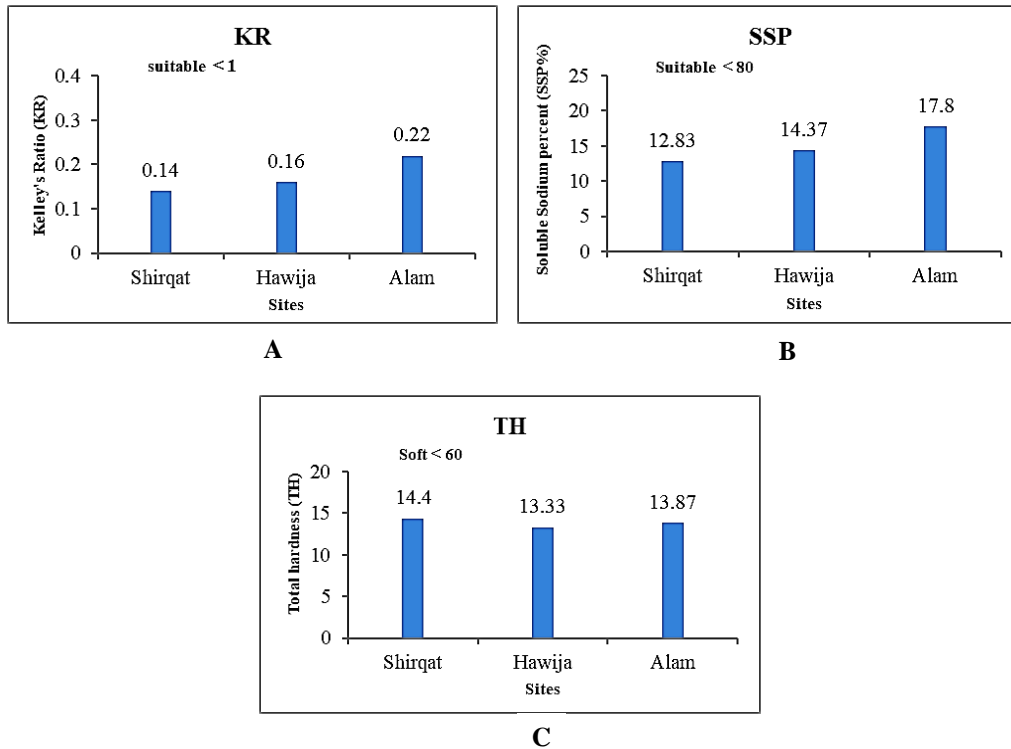 KR
suitable < 1
Kelley's Ratio (KR)
0.4
0.3
0.2
0.1
0
0.14
0.16
0.22
Shirqat
Hawija
Alam
Sites
A
SSP
Suitable < 80
Soluble Sodium percent (SSP%)
25
20
15
10
5
0
12.83
14.37
17.8
Shirqat
Hawija
Alam
Sites
B
TH
Soft < 60
Total hardness (TH)
20
15
10
5
0
14.4
13.33
13.87
Shirqat
Hawija
Alam
Sites
C